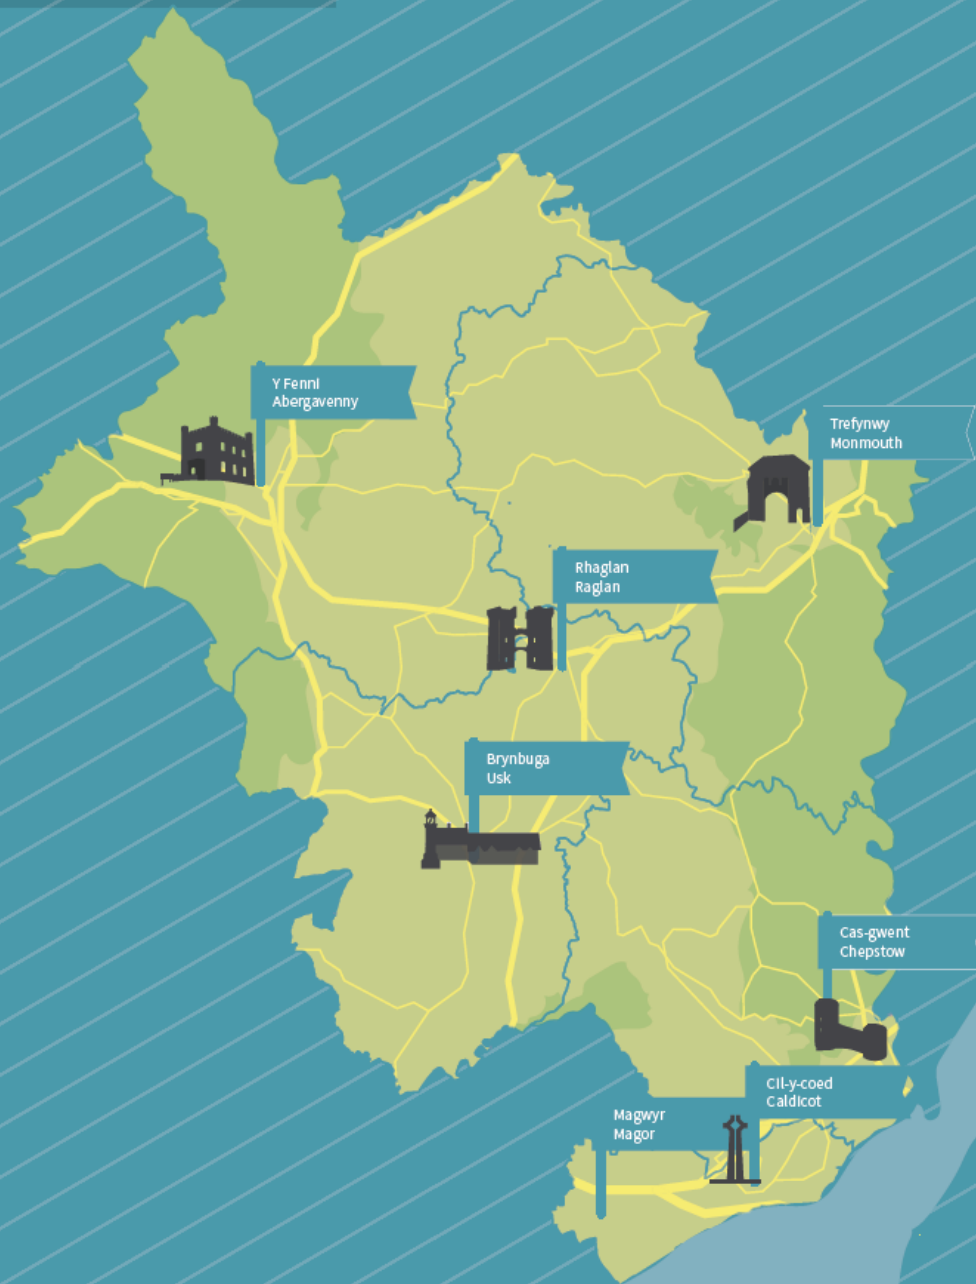 Y Fenni
Abergavenny
Trefynwy
Monmouth
Rhaglan
Raglan
Brynbuga
Usk
Cas-gwent
Chepstow
Cil-y-coed
Caldicot
Magwyr
Magor